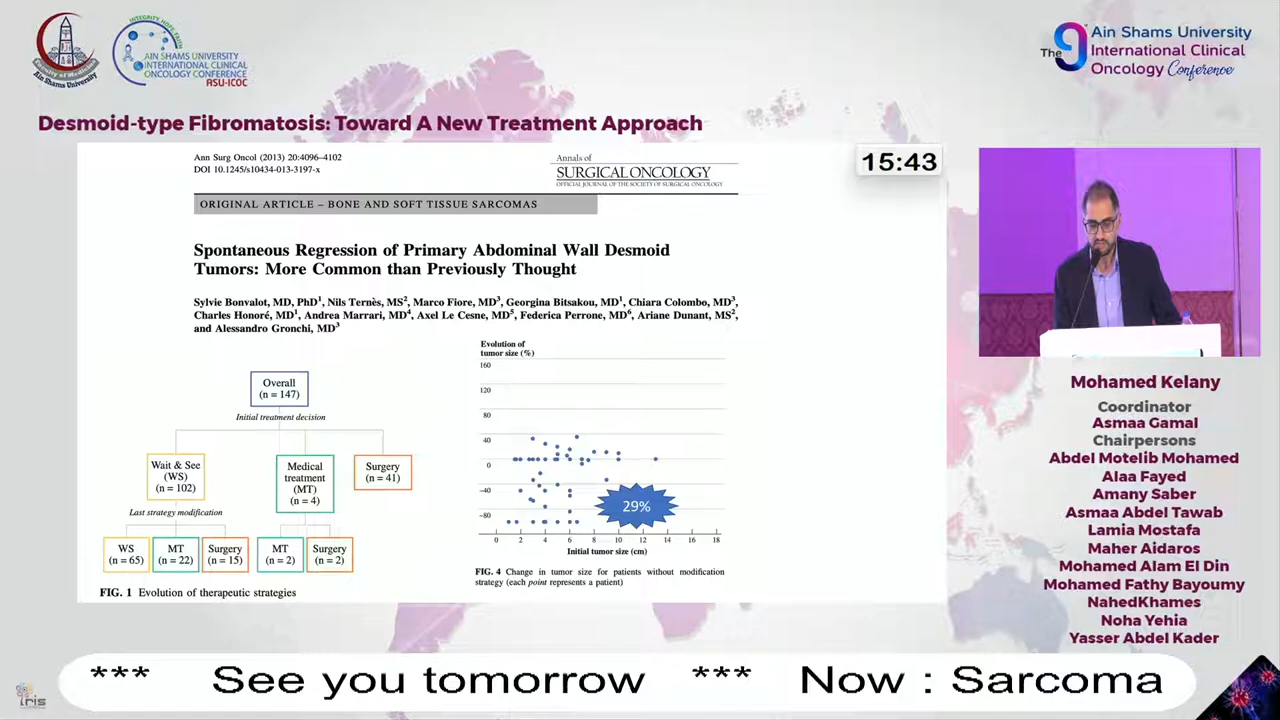 Faculty of Medicine
Ain Shams University
INTEGRITY HOPE FAITH
AIN SHAMS UNIVERSITY
INTERNATIONAL CLINICAL
ONCOLOGY CONFERENCE
ASU-ICOC
The 9
Ain Shams University
International Clinical
Oncology Conference
Desmoid-type Fibromatosis: Toward A New Treatment Approach
15:43
Ann Surg Oncol (2013) 20:4096–4102
DOI 10.1245/s10434-013-3197-x
Annals of
SURGICAL ONCOLOGY
OFFICIAL JOURNAL OF THE SOCIETY OF SURGICAL ONCOLOGY
ORIGINAL ARTICLE – BONE AND SOFT TISSUE SARCOMAS
Spontaneous Regression of Primary Abdominal Wall Desmoid
Tumors: More Common than Previously Thought
Sylvie Bonvalot, MD, PhD1, Nils Ternès, MS2, Marco Fiore, MD3, Georgina Bitsakou, MD1, Chiara Colombo, MD3,
Charles Honoré, MD1, Andrea Marrari, MD4, Axel Le Cesne, MD5, Federica Perrone, MD6, Ariane Dunant, MS2,
and Alessandro Gronchi, MD3
Overall
(n = 147)
Initial treatment decision
Wait & See
(WS)
(n = 102)
Medical
treatment
(MT)
(n = 4)
Surgery
(n = 41)
Last strategy modification
WS
(n = 65)
MT
(n = 22)
Surgery
(n = 15)
MT
(n = 2)
Surgery
(n = 2)
FIG. 1 Evolution of therapeutic strategies
Evolution of
tumor size (%)
160
120
80
40
0
−40
−80
29%
0 2 4 6 8 10 12 14 16 18
Initial tumor size (cm)
FIG. 4 Change in tumor size for patients without modification
strategy (each point represents a patient)
Mohamed Kelany
Coordinator
Asmaa Gamal
Chairpersons
Abdel Motelib Mohamed
Alaa Fayed
Amany Saber
Asmaa Abdel Tawab
Lamia Mostafa
Maher Aidaros
Mohamed Alam El Din
Mohamed Fathy Bayoumy
NahedKhames
Noha Yehia
Yasser Abdel Kader
*** See you tomorrow *** Now : Sarcoma
iris